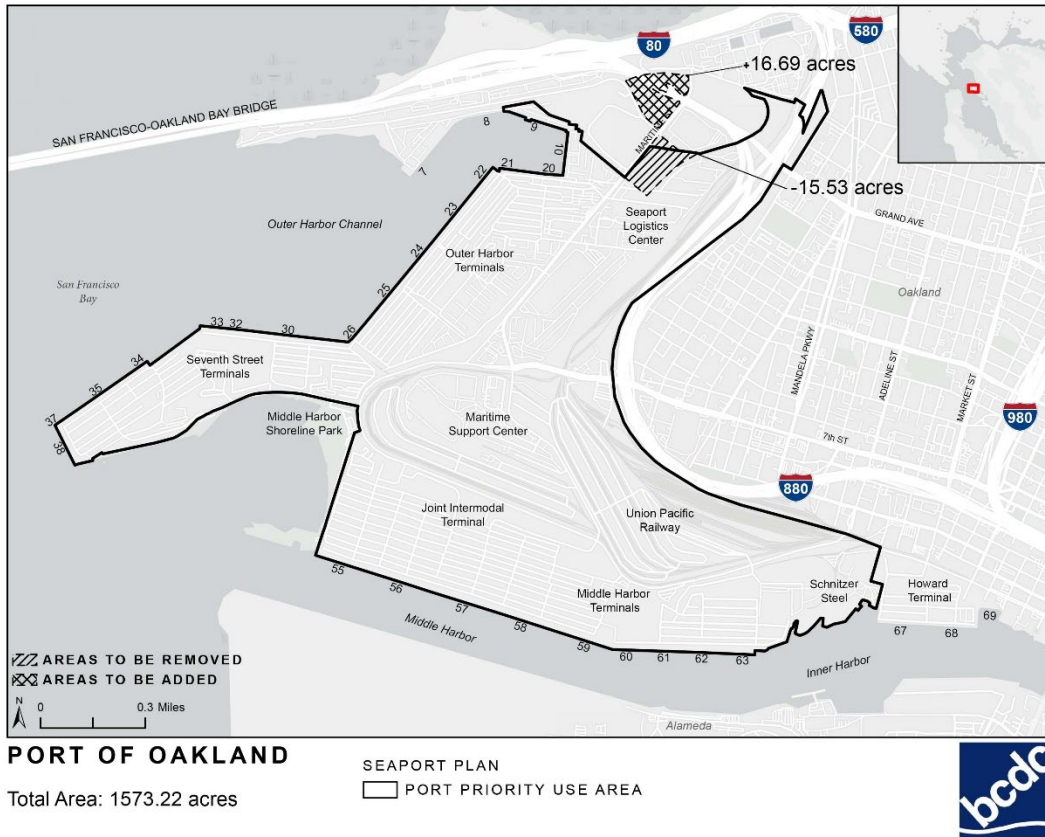 580
80
+16.69 acres
SAN FRANCISCO-OAKLAND BAY BRIDGE
8
9
MARITIME
10
7
21
20
22
-15.53 acres
23
Seaport
Logistics
Center
GRAND AVE
Outer Harbor Channel
24
Outer Harbor
Terminals
San Francisco
Bay
25
Oakland
33
32
30
26
34
Seventh Street
Terminals
MANDELA PKWY
ADELINE ST
MARKET ST
35
37
Middle Harbor
Shoreline Park
Maritime
Support Center
980
38
7th ST
880
Joint Intermodal
Terminal
Union Pacific
Railway
55
56
57
58
59
Middle Harbor
Terminals
Schnitzer
Steel
Howard
Terminal
69
67
68
Middle Harbor
60
61
62
63
Inner Harbor
AREAS TO BE REMOVED
AREAS TO BE ADDED
N
0
0.3 Miles
Alameda
PORT OF OAKLAND
Total Area: 1573.22 acres
SEAPORT PLAN
PORT PRIORITY USE AREA
bcdc